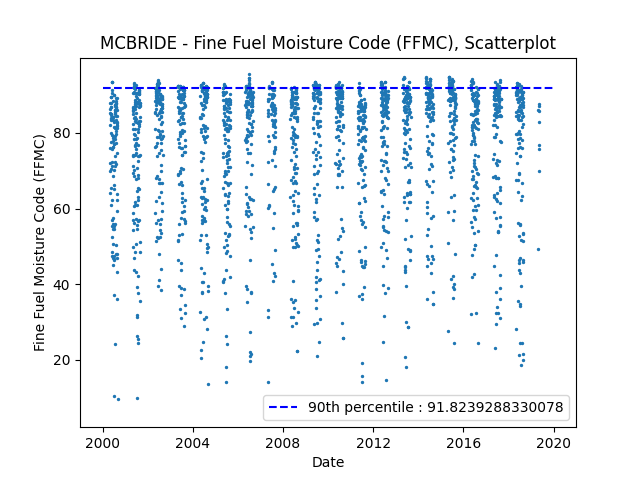 MCBRIDE - Fine Fuel Moisture Code (FFMC), Scatterplot
Fine Fuel Moisture Code (FFMC)
80
60
40
20
90th percentile : 91.8239288330078
2000
2004
2008
2012
2016
2020
Date